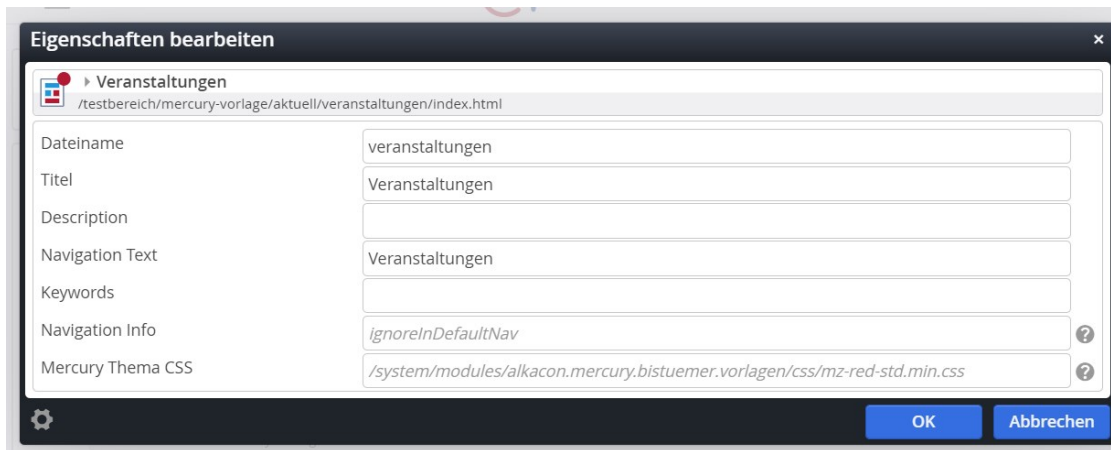 Eigenschaften bearbeiten
Veranstaltungen
/testbereich/mercury-vorlage/aktuell/veranstaltungen/index.html
Dateiname veranstaltungen
Titel Veranstaltungen
Description
Navigation Text Veranstaltungen
Keywords
Navigation Info ignoreInDefaultNav
Mercury Thema CSS /system/modules/alkacon.mercury.bistuemer.vorlagen/css/mz-red-std.min.css
OK Abbrechen